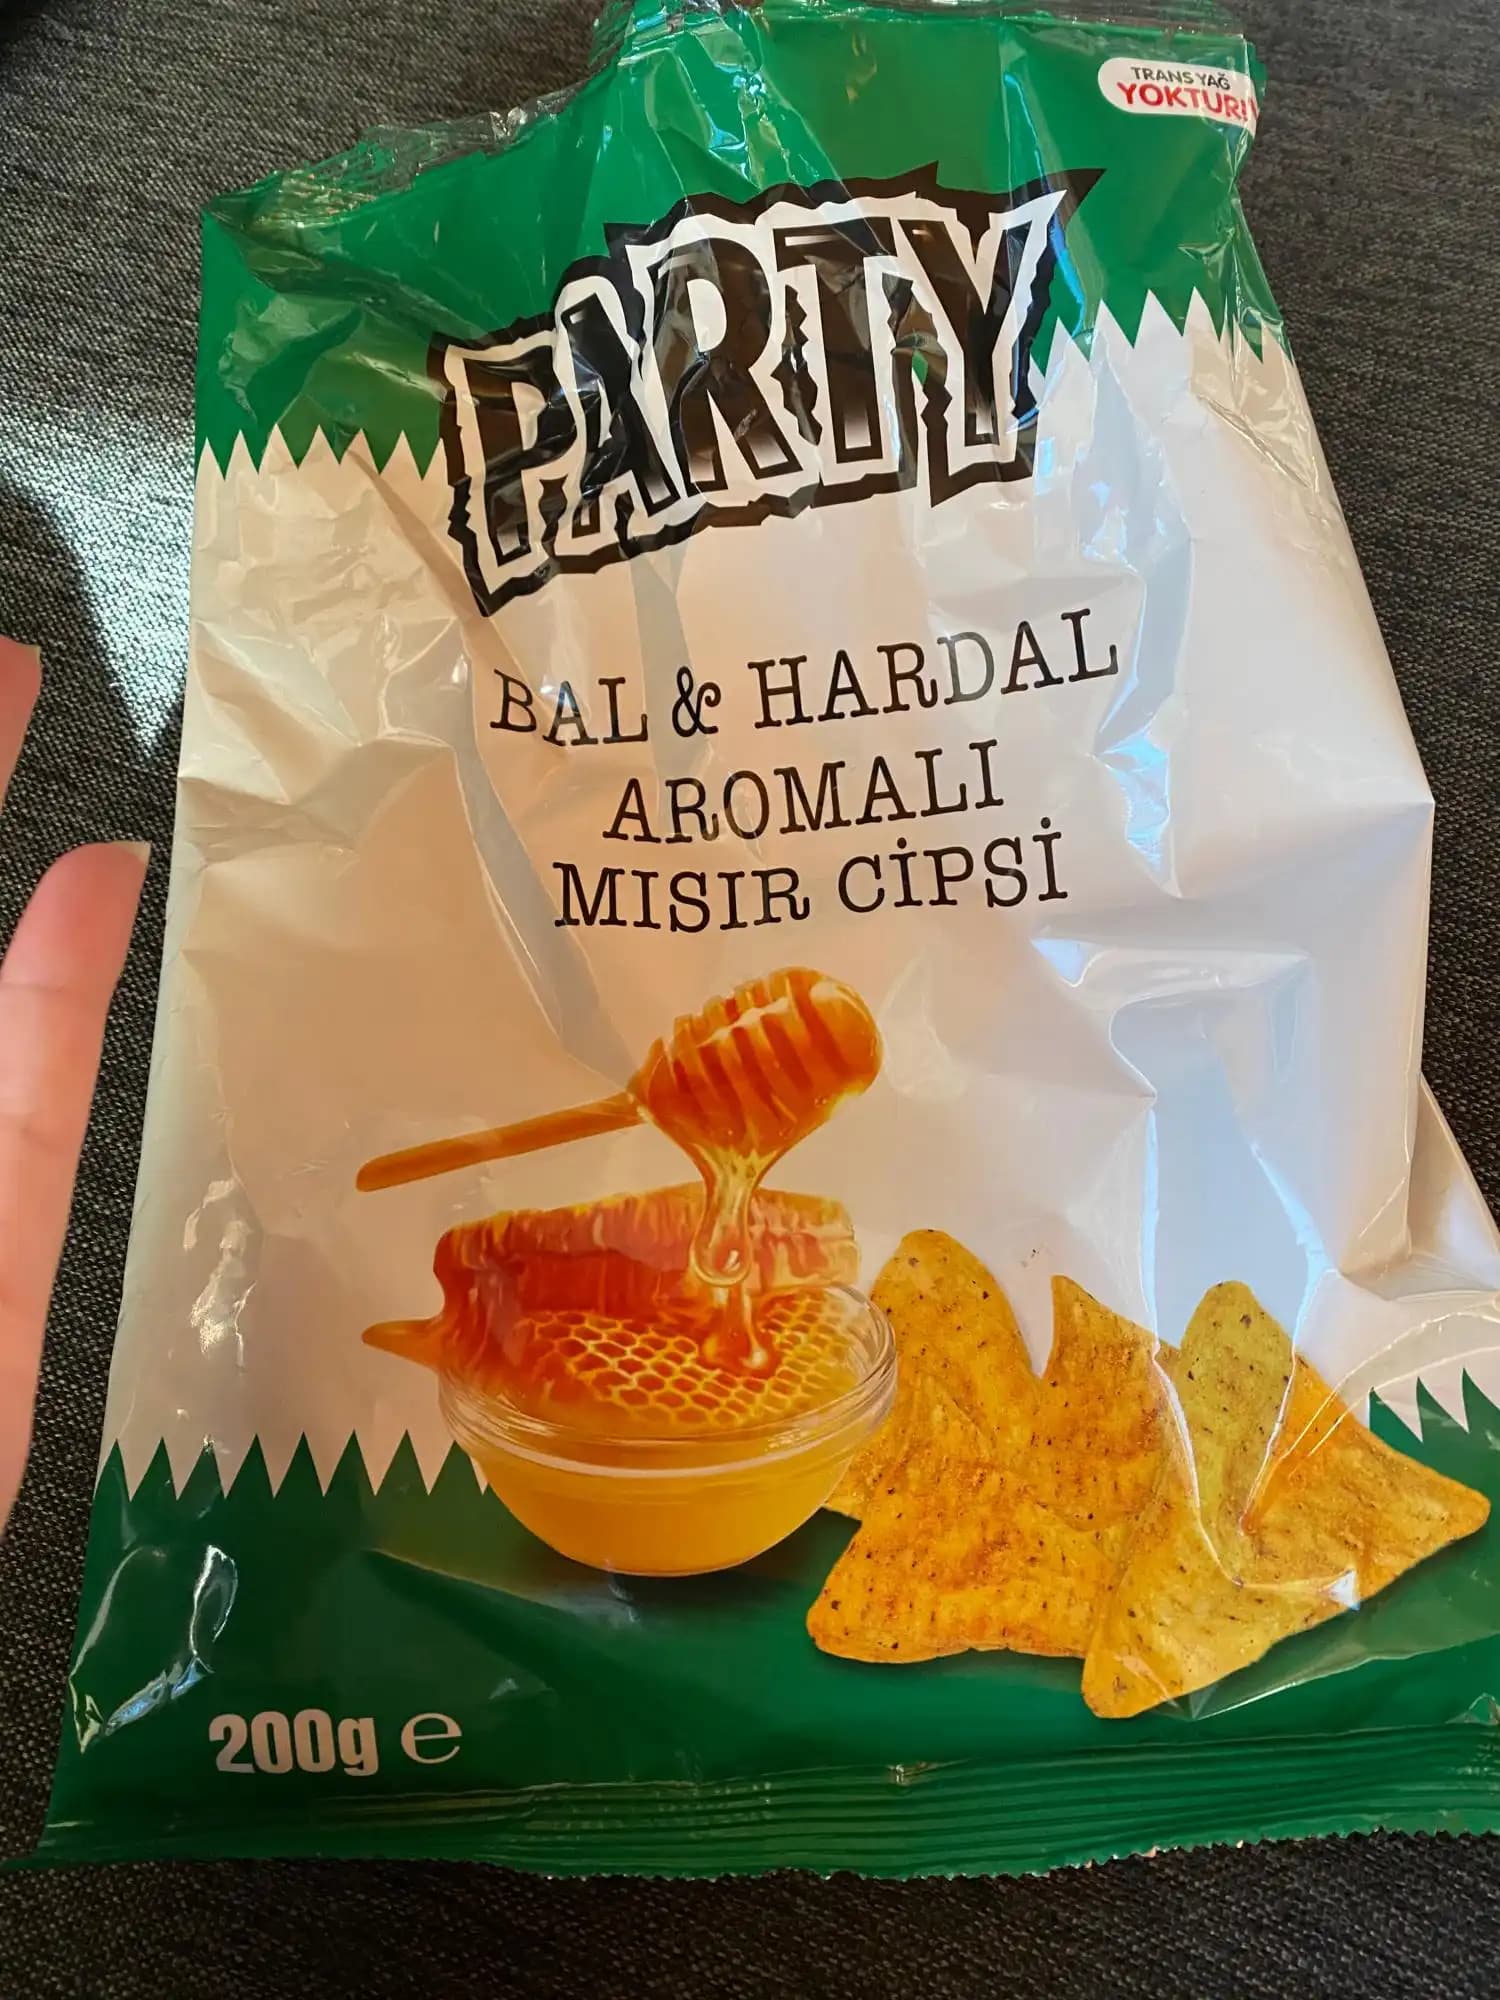 TRANS YAĞ
YOKTUR!
PARTY
BAL & HARDAL
AROMALI
MISIR CİPSİ
200g e